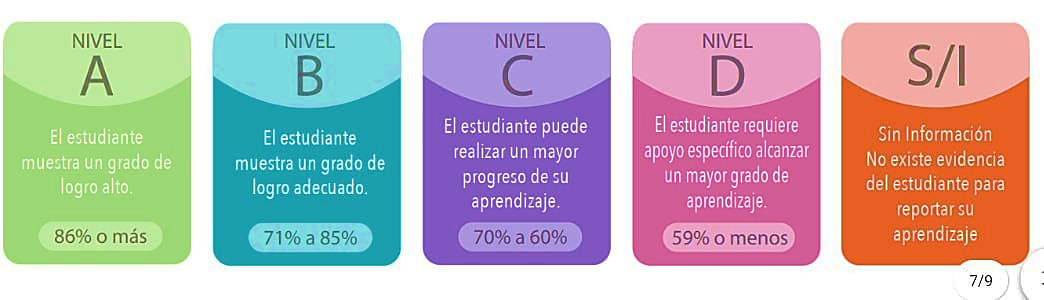 NIVEL
A
El estudiante
muestra un grado de
logro alto.
86% o más
NIVEL
B
El estudiante
muestra un grado de
logro adecuado.
71% a 85%
NIVEL
C
El estudiante puede
realizar un mayor
progreso de su
aprendizaje.
70% a 60%
NIVEL
D
El estudiante requiere
apoyo específico alcanzar
un mayor grado de
aprendizaje.
59% o menos
S/I
Sin Información
No existe evidencia
del estudiante para
reportar su
aprendizaje
7/9